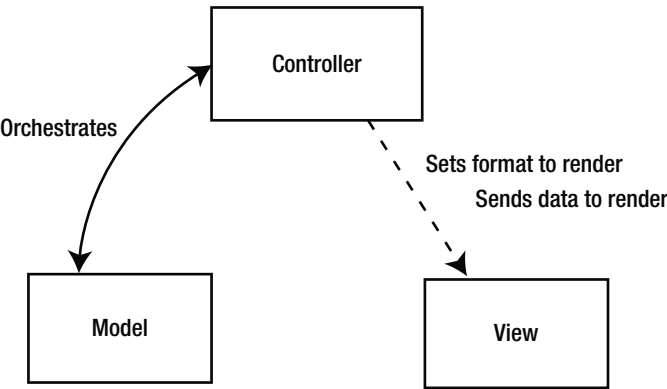 Controller
Orchestrates
Sets format to render
Sends data to render
Model
View